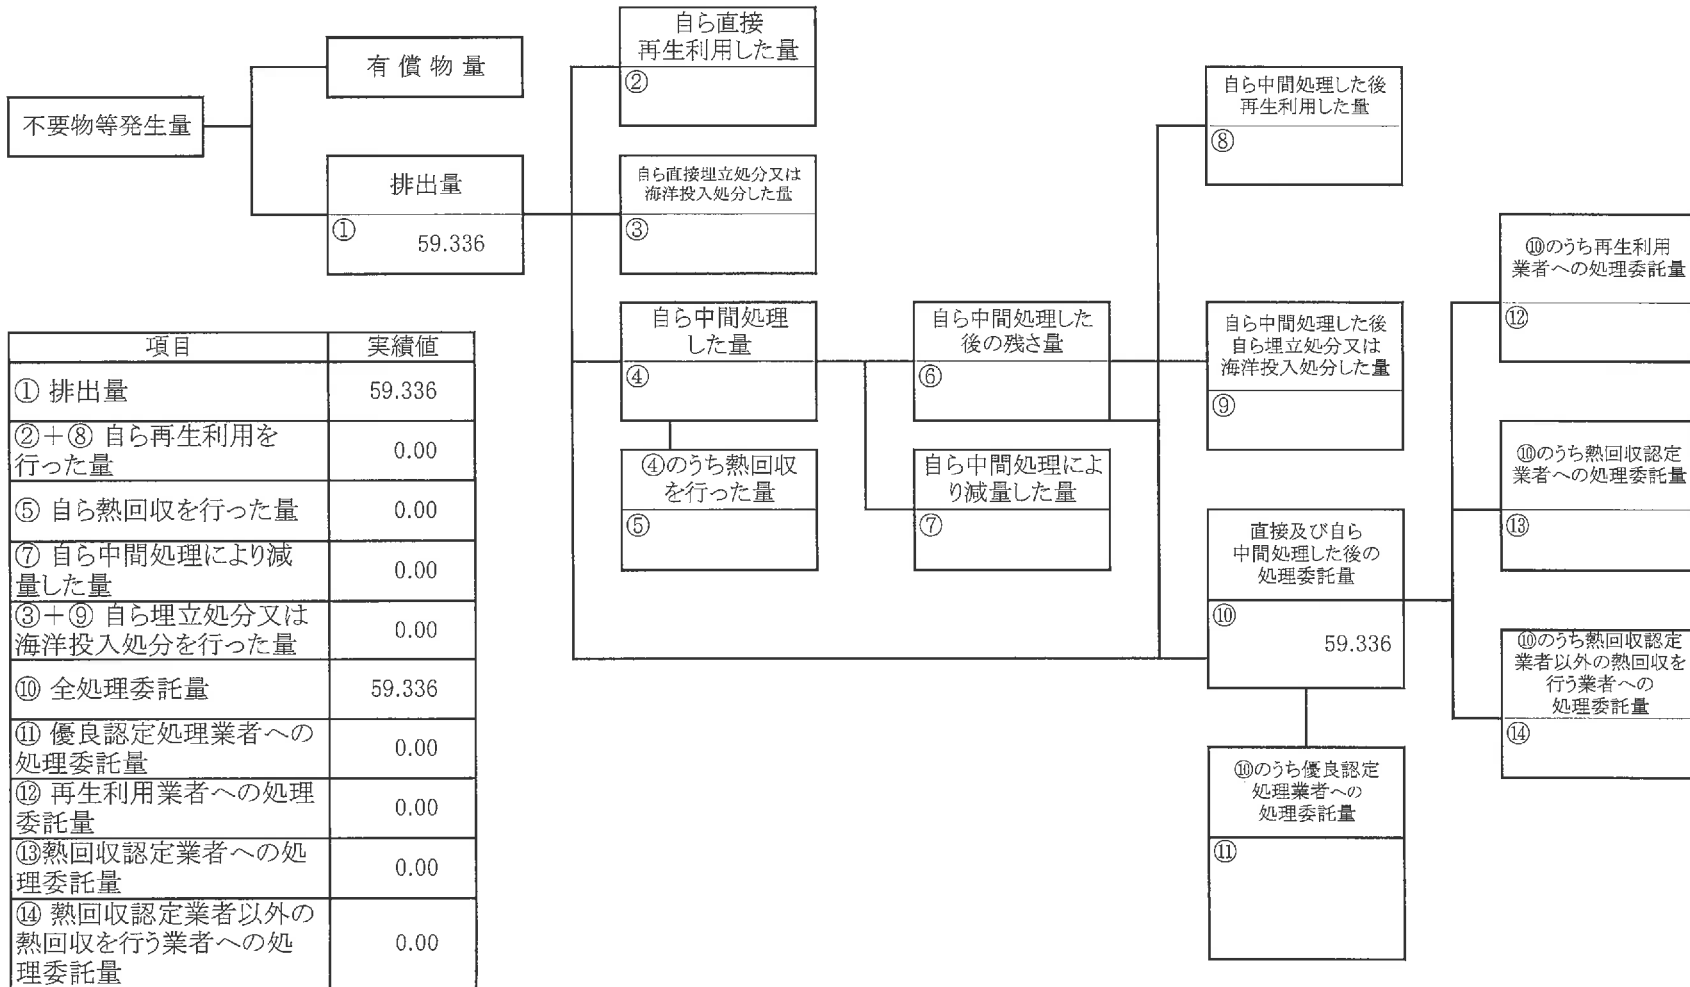 不要物等発生量
有償物量
排出量
①
59.336
自ら直接
再生利用した量
②
自ら直接埋立処分又は
海洋投入処分した量
③
自ら中間処理
した量
④
④のうち熱回収
を行った量
⑤
自ら中間処理した
後の残さ量
⑥
自ら中間処理によ
り減量した量
⑦
自ら中間処理した後
再生利用した量
⑧
自ら中間処理した後
自ら埋立処分又は
海洋投入処分した量
⑨
直接及び自ら
中間処理した後の
処理委託量
⑩
59.336
⑩のうち優良認定
処理業者への
処理委託量
⑪
⑩のうち再生利用
業者への処理委託量
⑫
⑩のうち熱回収認定
業者への処理委託量
⑬
⑩のうち熱回収認定
業者以外の熱回収を
行う業者への
処理委託量
⑭
項目 実績値
① 排出量 59.336
②+⑧ 自ら再生利用を
行った量 0.00
⑤ 自ら熱回収を行った量 0.00
⑦ 自ら中間処理により減
量した量 0.00
③+⑨ 自ら埋立処分又は
海洋投入処分を行った量 0.00
⑩ 全処理委託量 59.336
⑪ 優良認定処理業者への
処理委託量 0.00
⑫ 再生利用業者への処理
委託量 0.00
⑬熱回収認定業者への処
理委託量 0.00
⑭ 熱回収認定業者以外の
熱回収を行う業者への処
理委託量 0.00